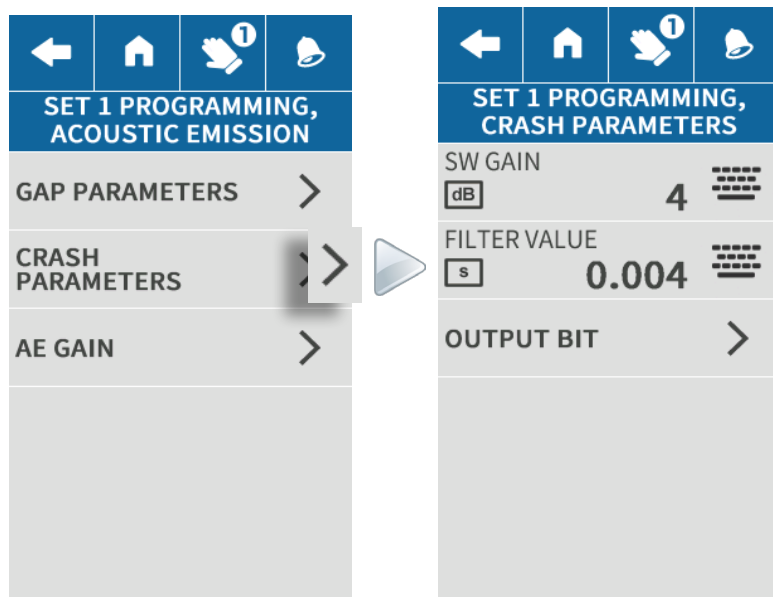 1
SET 1 PROGRAMMING,
ACOUSTIC EMISSION
GAP PARAMETERS
CRASH
PARAMETERS
AE GAIN
1
SET 1 PROGRAMMING,
CRASH PARAMETERS
SW GAIN
dB 4
FILTER VALUE
s 0.004
OUTPUT BIT